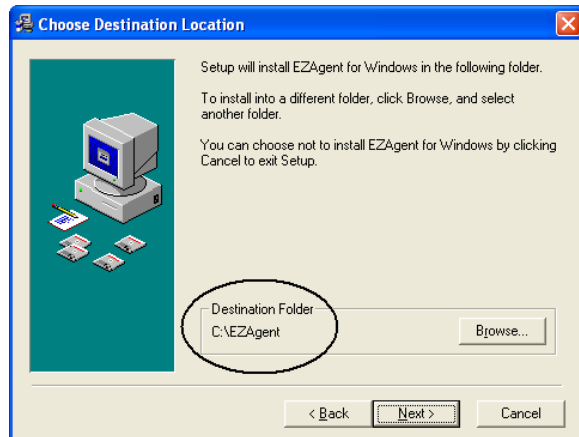 Choose Destination Location
Setup will install EZAgent for Windows in the following folder.
To install into a different folder, click Browse, and select
another folder.
You can choose not to install EZAgent for Windows by clicking
Cancel to exit Setup.
Destination Folder
C:\EZAgent
Browse...
< Back
Next >
Cancel